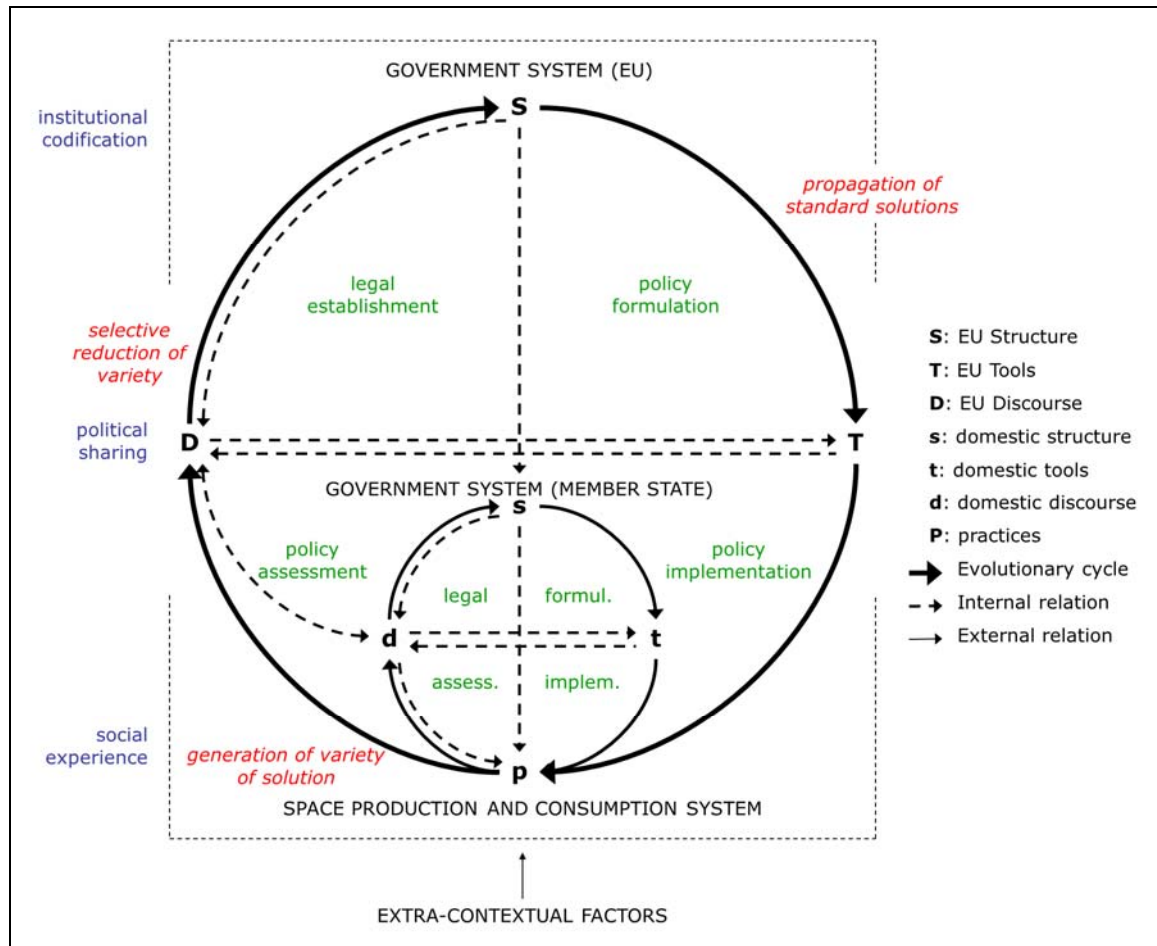 GOVERNMENT SYSTEM (EU)
S
institutional
codification
propagation of
standard solutions
legal
establishment
policy
formulation
selective
reduction of
variety
political
sharing
D
T
GOVERNMENT SYSTEM (MEMBER STATE)
s
policy
assessment
policy
implementation
legal
formul.
d
t
assess.
implem.
social
experience
generation of variety
of solution
p
SPACE PRODUCTION AND CONSUMPTION SYSTEM
EXTRA-CONTEXTUAL FACTORS
S: EU Structure
T: EU Tools
D: EU Discourse
s: domestic structure
t: domestic tools
d: domestic discourse
P: practices
Evolutionary cycle
Internal relation
External relation